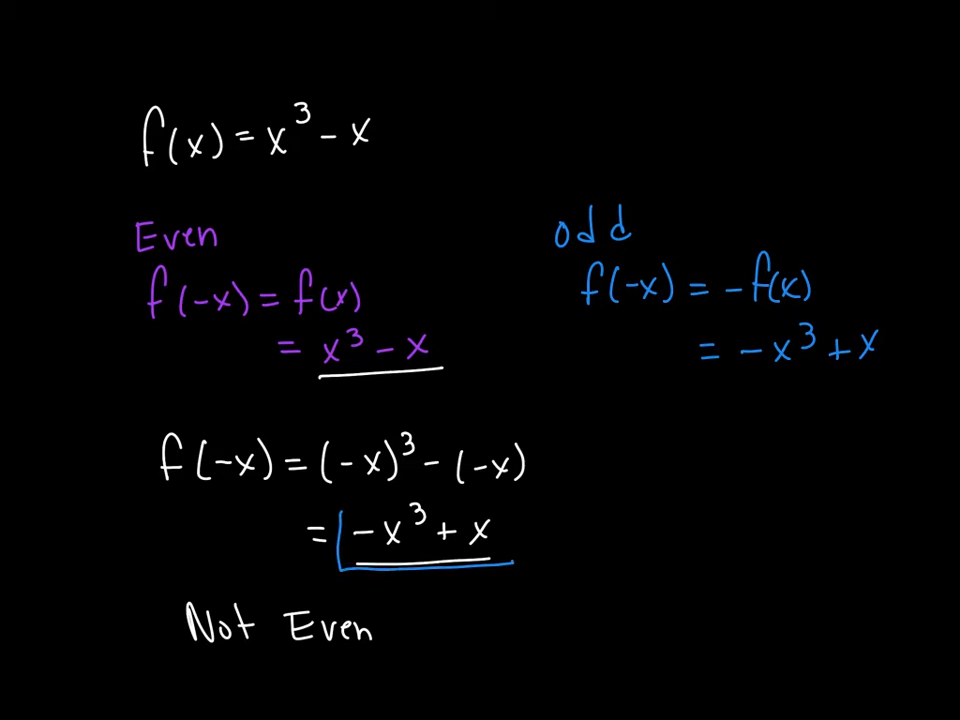 f(x) = x³ - x
Even
f(-x) = f(x)
= x³ - x
odd
f(-x) = -f(x)
= -x³ + x
f(-x) = (-x)³ - (-x)
= -x³ + x
Not Even